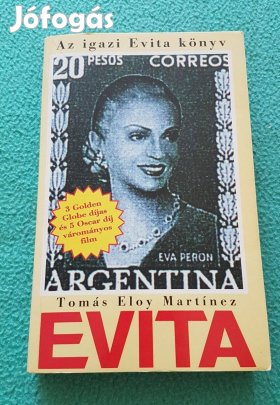 Jófogás
Az igazi Evita könyv
20 PESOS CORREOS
3 Golden
Globe díjas
és 5 Oscar díj
várományos
film
EVA PERON
ARGENTINA
Tomás Eloy Martínez
EVITA